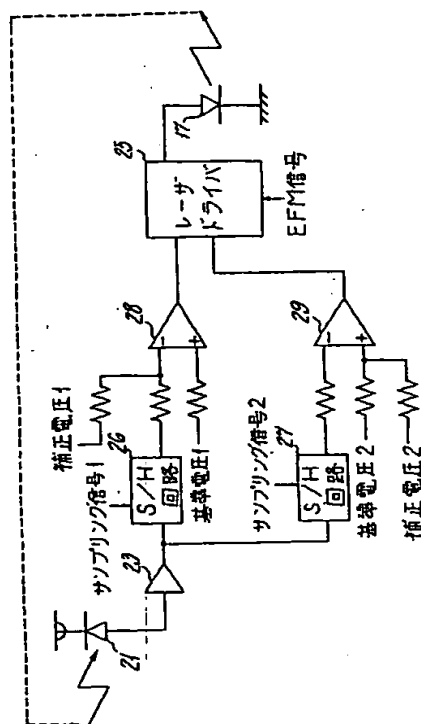 21
23
サンプリング信号1
26
S/H
回路
補正電圧1
基準電圧1
28
−
+
サンプリング信号2
27
S/H
回路
基準電圧2
補正電圧2
29
−
+
25
レーザ
ドライバ
EFM信号
17